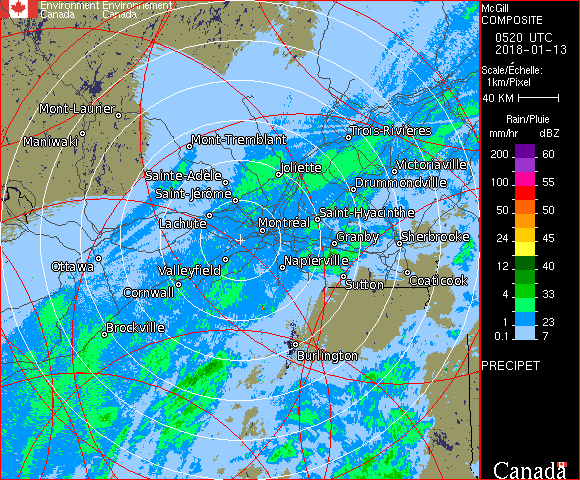 Environment Environnement
Canada Canada
McGill
COMPOSITE
0520 UTC
2018-01-13
Scale/Échelle:
1km/Pixel
40 KM
Rain/Pluie
mm/hr dBZ
200 60
100 55
50 50
24 45
12 40
4 33
1 23
0.1 7
PRECIPET
Canada
Mont-Laurier
Maniwaki
Mont-Tremblant
Trois-Rivières
Sainte-Adèle
Joliette
Victoriaville
Saint-Jérôme
Drummondville
Lachute
Montréal
Saint-Hyacinthe
Granby
Sherbrooke
Ottawa
Valleyfield
Napierville
Cornwall
Sutton
Coaticook
Brockville
Burlington